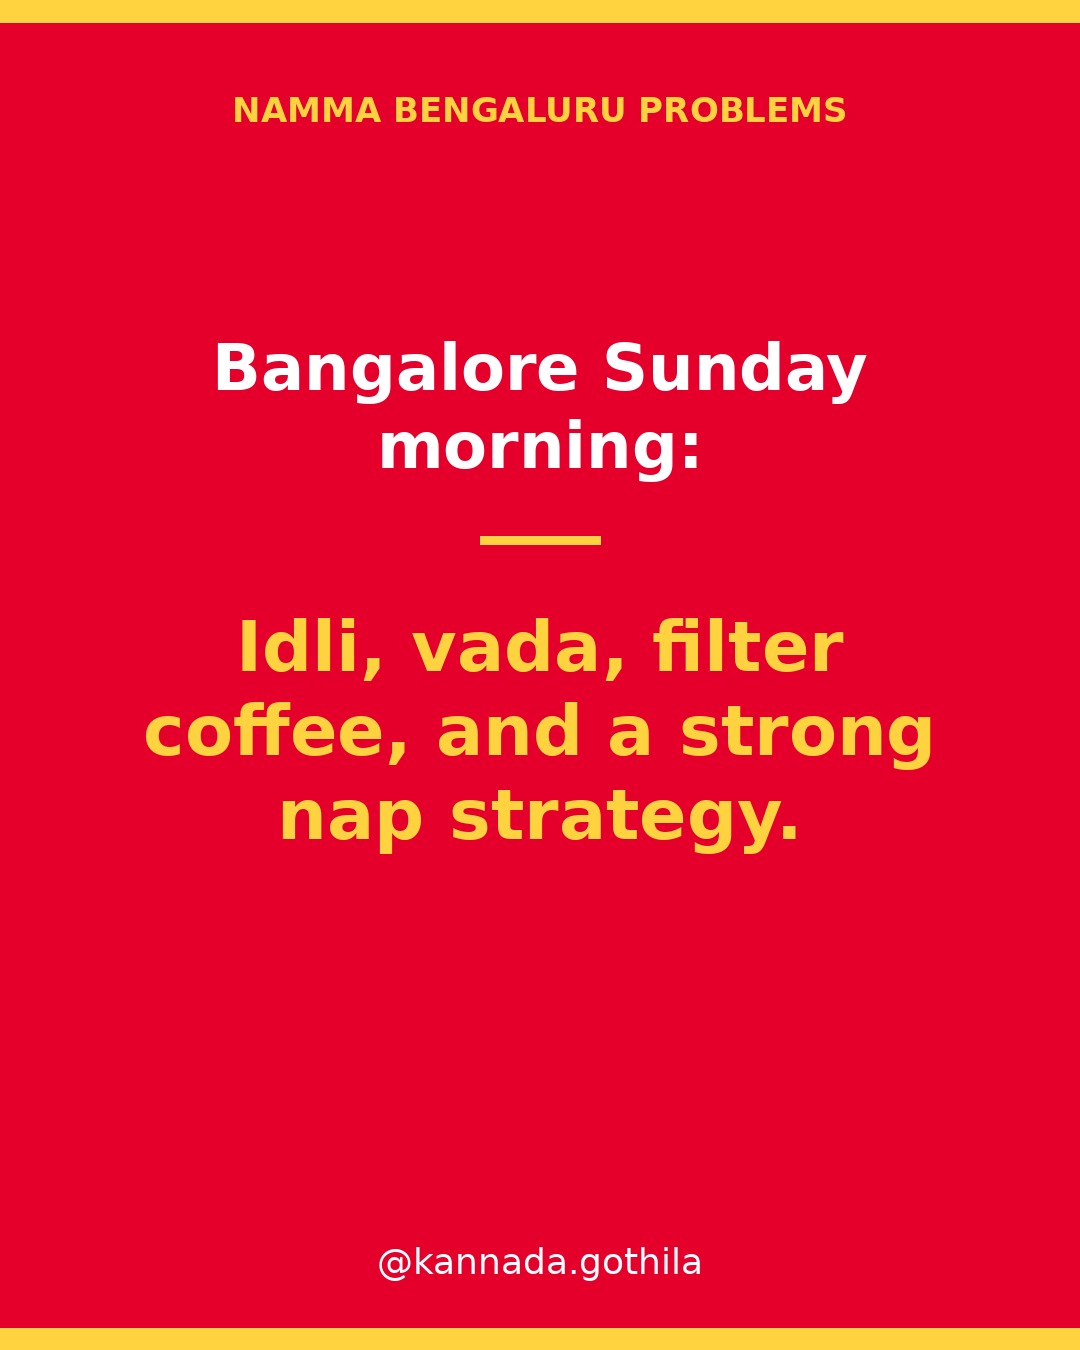 NAMMA BENGALURU PROBLEMS
Bangalore Sunday
morning:
Idli, vada, filter
coffee, and a strong
nap strategy.
@kannada.gothila